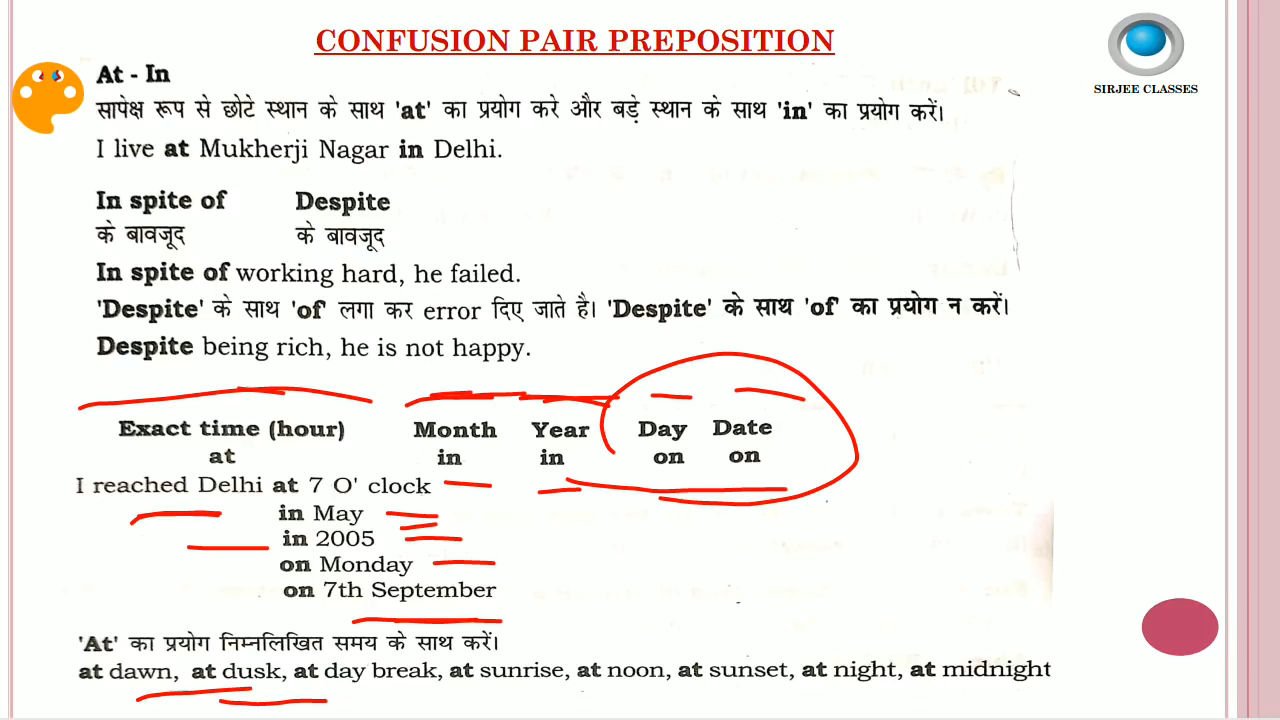 CONFUSION PAIR PREPOSITION
SIRJEE CLASSES
At - In
सापेक्ष रूप से छोटे स्थान के साथ 'at' का प्रयोग करे और बड़े स्थान के साथ 'in' का प्रयोग करें।
I live at Mukherji Nagar in Delhi.
In spite of Despite
के बावजूद के बावजूद
In spite of working hard, he failed.
'Despite' के साथ 'of' लगा कर error दिए जाते है। 'Despite' के साथ 'of' का प्रयोग न करें।
Despite being rich, he is not happy.
Exact time (hour) Month Year Day Date
at in in on on
I reached Delhi at 7 O' clock
in May
in 2005
on Monday
on 7th September
'At' का प्रयोग निम्नलिखित समय के साथ करें।
at dawn, at dusk, at day break, at sunrise, at noon, at sunset, at night, at midnight